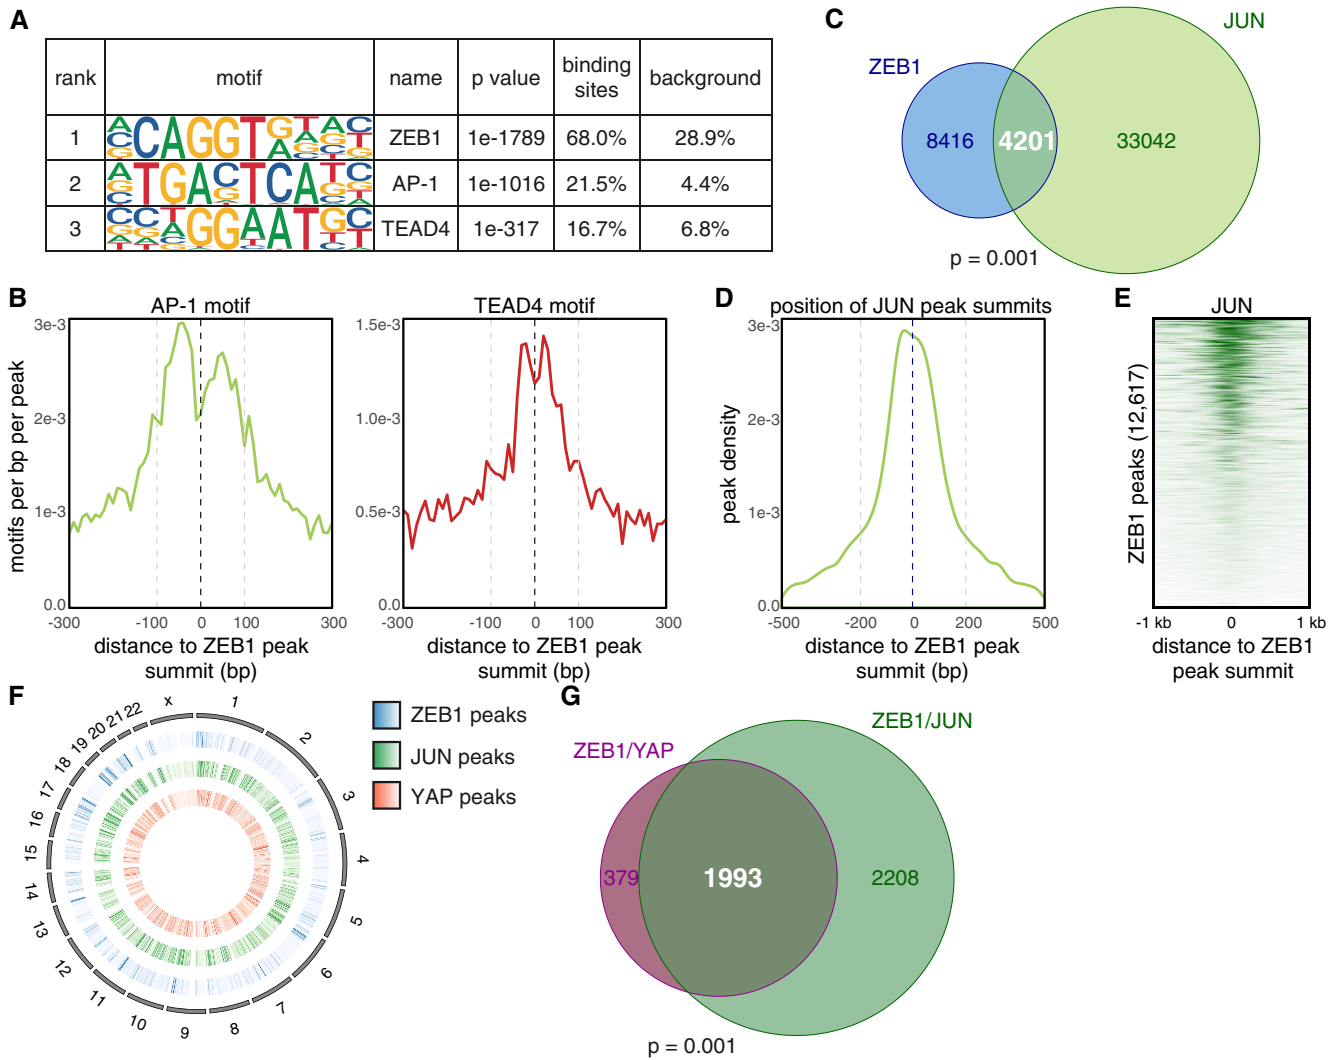 A
rank motif name p value binding sites background
1 CAGGTG ZEB1 1e-1789 68.0% 28.9%
2 TGACTCA AP-1 1e-1016 21.5% 4.4%
3 GGAAT TEAD4 1e-317 16.7% 6.8%
C
ZEB1
JUN
8416 4201 33042
p = 0.001
B
AP-1 motif
motifs per bp per peak
3e-3
2e-3
1e-3
0.0
-300 -100 0 100 300
distance to ZEB1 peak
summit (bp)
TEAD4 motif
1.5e-3
1.0e-3
0.5e-3
0.0
-300 -100 0 100 300
distance to ZEB1 peak
summit (bp)
D
position of JUN peak summits
peak density
3e-3
2e-3
1e-3
0.0
-500 -200 0 200 500
distance to ZEB1 peak
summit (bp)
E
JUN
ZEB1 peaks (12,617)
-1 kb 0 1 kb
distance to ZEB1
peak summit
F
1
2
3
4
5
6
7
8
9
10
11
12
13
14
15
16
17
18
19
20
21
22
x
ZEB1 peaks
JUN peaks
YAP peaks
G
ZEB1/YAP
ZEB1/JUN
379 1993 2208
p = 0.001